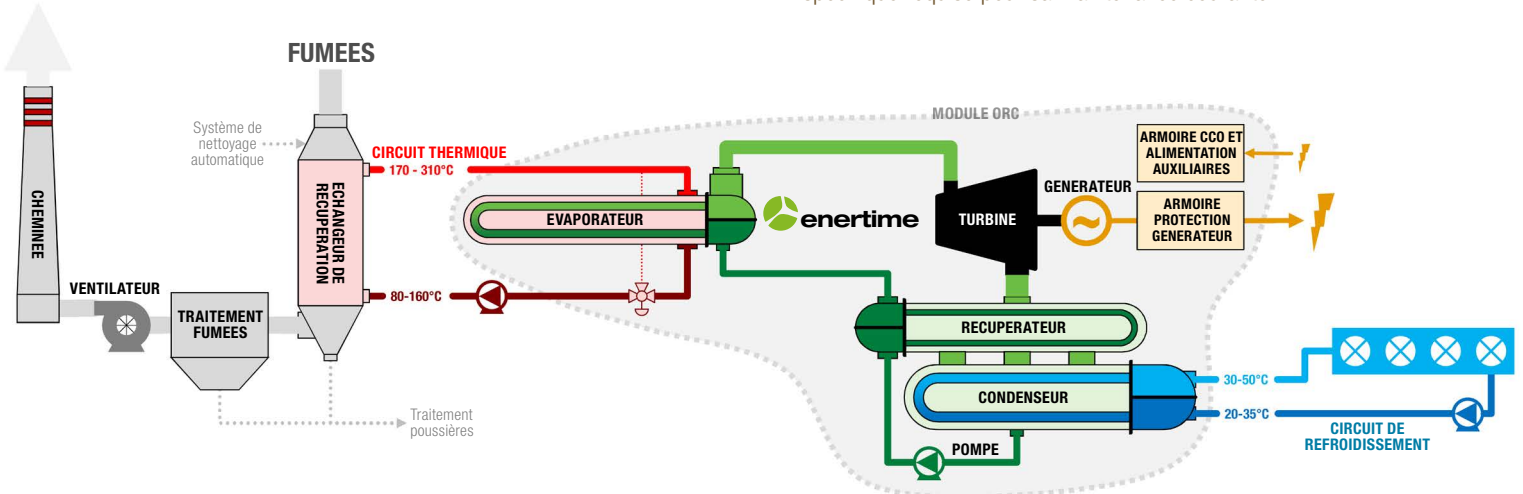 FUMEES
MODULE ORC
Système de
nettoyage
automatique
CIRCUIT THERMIQUE
170 - 310°C
ARMOIRE CCO ET
ALIMENTATION
AUXILIAIRES
CHEMINEE
ECHANGEUR DE
RECUPERATION
EVAPORATEUR
enertime
TURBINE
GENERATEUR
ARMOIRE
PROTECTION
GENERATEUR
VENTILATEUR
80-160°C
TRAITEMENT
FUMEES
RECUPERATEUR
30-50°C
CONDENSEUR
20-35°C
CIRCUIT DE
REFROIDISSEMENT
Traitement
poussières
POMPE